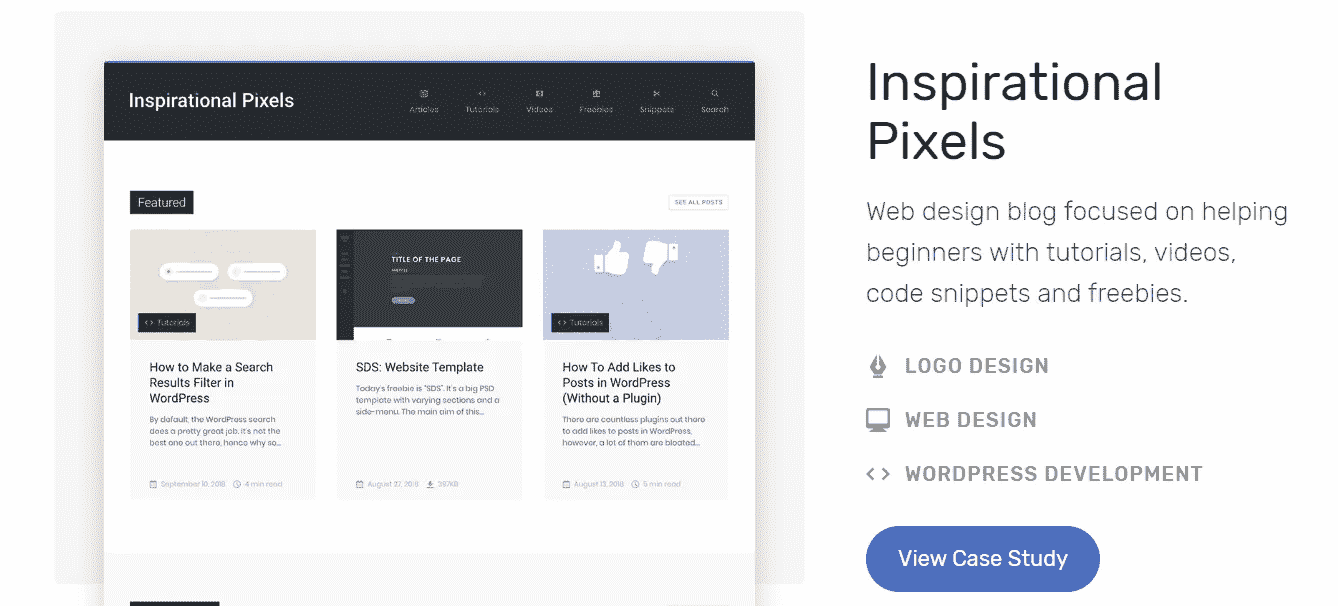 Inspirational Pixels
Articles
Tutorials
Videos
Freebies
Snippets
Search
Featured
SEE ALL POSTS
Tutorials
How to Make a Search
Results Filter in
WordPress
By default, the WordPress search
does a pretty great job. It's not the
best one out there, hence why so...
September 10, 2018 4 min read
TITLE OF THE PAGE
SDS: Website Template
Today's freebie is "SDS". It's a big PSD
template with varying sections and a
side-menu. The main aim of this...
August 27, 2018 397KB
Tutorials
How To Add Likes to
Posts in WordPress
(Without a Plugin)
There are countless plugins out there
to add likes to posts in WordPress,
however, a lot of them are bloated...
August 13, 2018 5 min read
Inspirational
Pixels
Web design blog focused on helping
beginners with tutorials, videos,
code snippets and freebies.
LOGO DESIGN
WEB DESIGN
WORDPRESS DEVELOPMENT
View Case Study